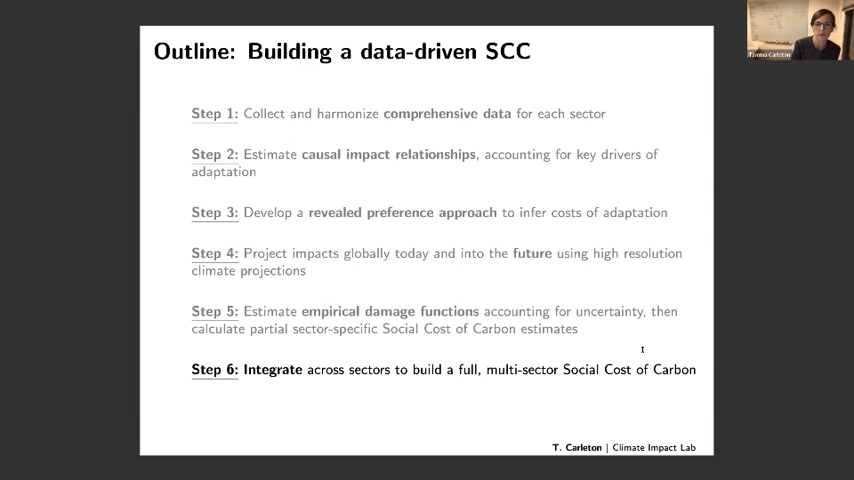 Outline: Building a data-driven SCC
Step 1: Collect and harmonize comprehensive data for each sector
Step 2: Estimate causal impact relationships, accounting for key drivers of
adaptation
Step 3: Develop a revealed preference approach to infer costs of adaptation
Step 4: Project impacts globally today and into the future using high resolution
climate projections
Step 5: Estimate empirical damage functions accounting for uncertainty, then
calculate partial sector-specific Social Cost of Carbon estimates
Step 6: Integrate across sectors to build a full, multi-sector Social Cost of Carbon
T. Carleton | Climate Impact Lab
Tamma Carleton